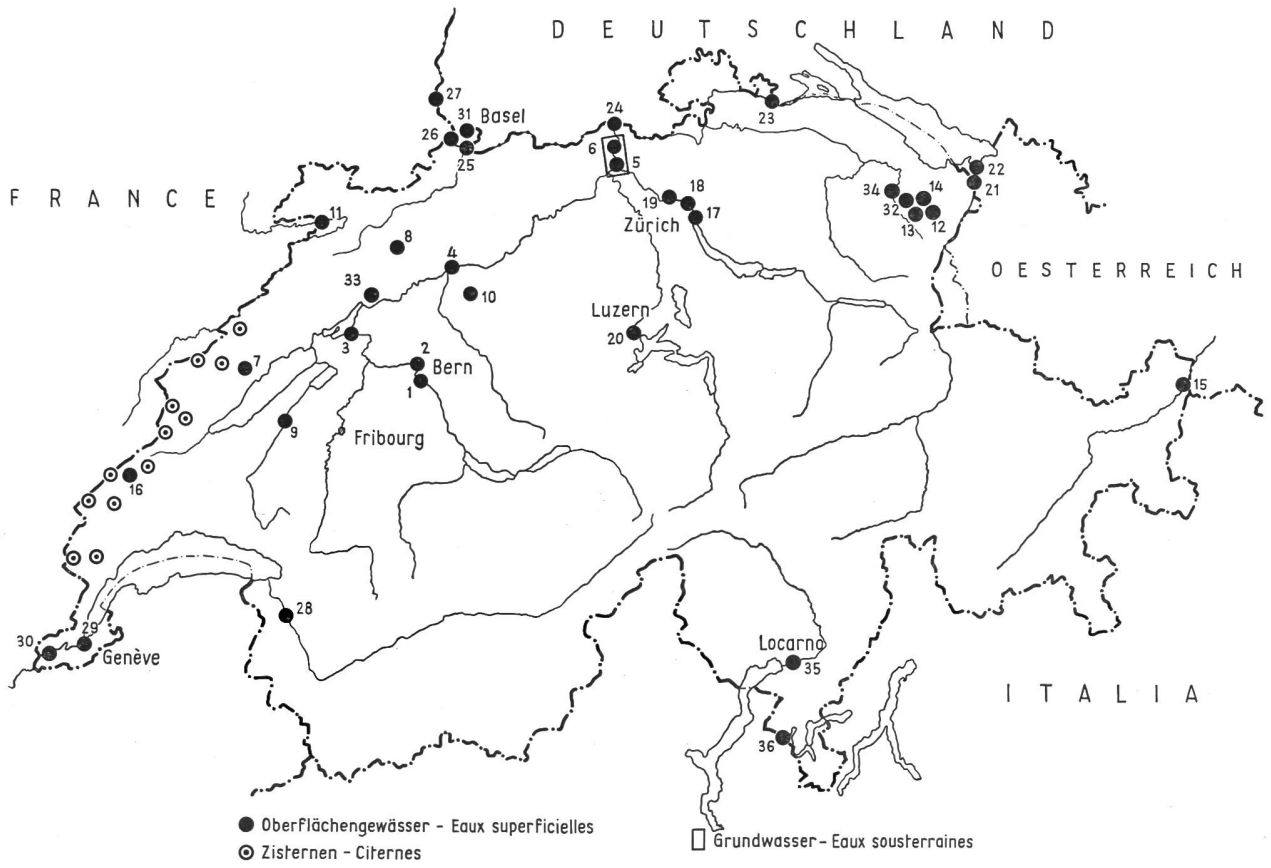 D E U T S C H L A N D
27
31 Basel
26
25
24
6
5
23
22
21
F R A N C E
11
8
19
18
17
Zürich
34
14
32
13
12
4
33
10
O E S T E R R E I C H
Luzern
20
3
7
2
Bern
1
15
9
Fribourg
16
28
29
30
Genève
Locarno
35
I T A L I A
36
Oberflächengewässer - Eaux superficielles
Zisternen - Citernes
Grundwasser - Eaux sousterraines